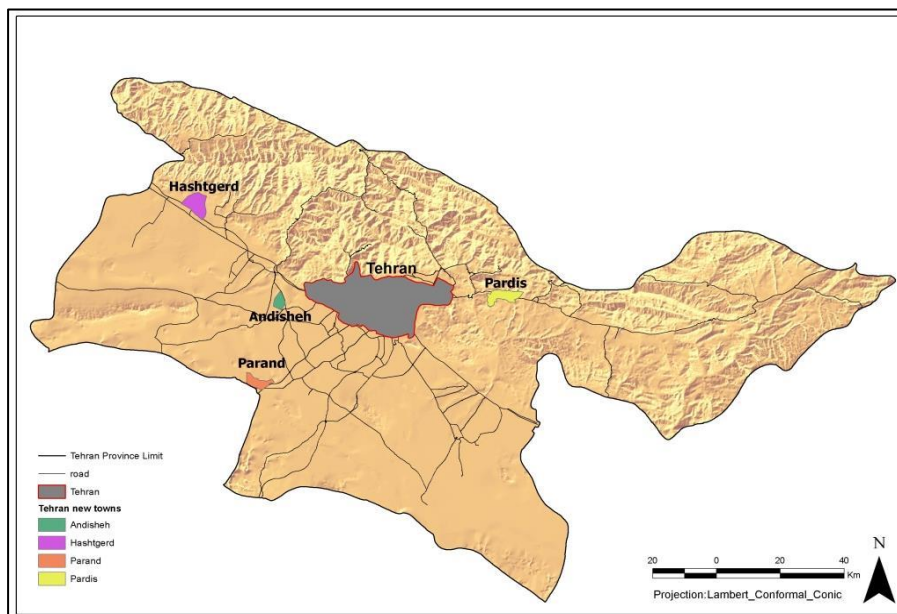 Hashtgerd
Tehran
Pardis
Andisheh
Parand
Tehran Province Limit
road
Tehran
Tehran new towns
Andisheh
Hashtgerd
Parand
Pardis
N
20 0 20 40
Km
Projection:Lambert_Conformal_Conic